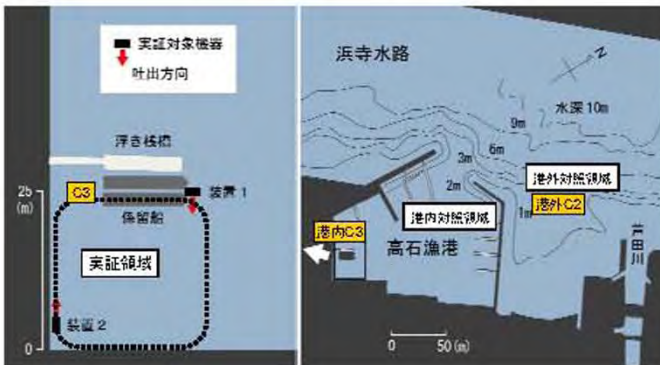 実証対象機器
吐出方向
浮き桟橋
25
(m)
C3
装置1
係留船
実証領域
装置2
0
浜寺水路
N
水深10m
9m
6m
3m
2m
1m
港外対照領域
港外C2
港内対照領域
港内C3
高石漁港
芦田川
0 50 (m)